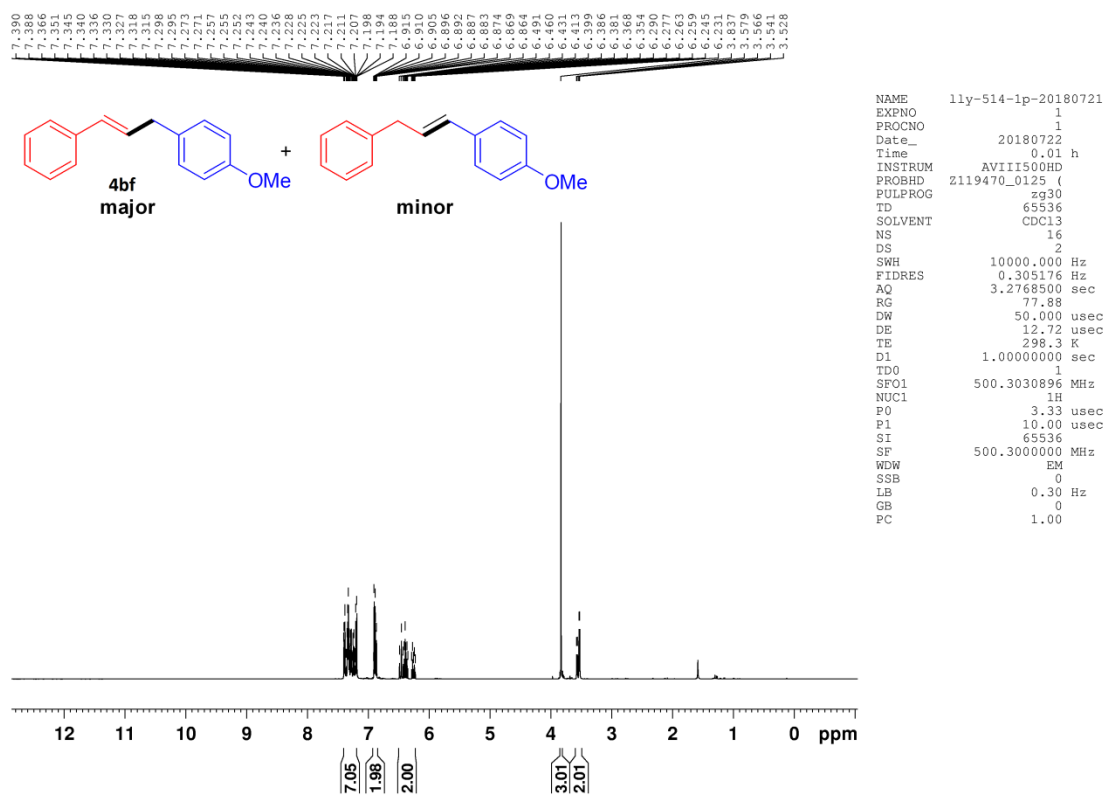 7.390
7.388
7.366
7.351
7.345
7.340
7.336
7.330
7.327
7.318
7.315
7.298
7.295
7.273
7.271
7.257
7.255
7.252
7.243
7.240
7.236
7.228
7.225
7.223
7.217
7.211
7.207
7.198
7.194
7.188
6.915
6.910
6.905
6.896
6.892
6.887
6.883
6.874
6.869
6.864
6.491
6.460
6.431
6.413
6.399
6.386
6.381
6.368
6.354
6.290
6.277
6.263
6.259
6.245
6.231
3.837
3.579
3.566
3.541
3.528
OMe
4bf
major
+
OMe
minor
NAME 1ly-514-1p-20180721
EXPNO 1
PROCNO 1
Date_ 20180722
Time 0.01 h
INSTRUM AVIII500HD
PROBHD Z119470_0125 (
PULPROG zg30
TD 65536
SOLVENT CDCl3
NS 16
DS 2
SWH 10000.000 Hz
FIDRES 0.305176 Hz
AQ 3.2768500 sec
RG 77.88
DW 50.000 usec
DE 12.72 usec
TE 298.3 K
D1 1.00000000 sec
TD0 1
SFO1 500.3030896 MHz
NUC1 1H
P0 3.33 usec
P1 10.00 usec
SI 65536
SF 500.3000000 MHz
WDW EM
SSB 0
LB 0.30 Hz
GB 0
PC 1.00
12 11 10 9 8 7 6 5 4 3 2 1 0 ppm
7.05
1.98
2.00
3.01
2.01